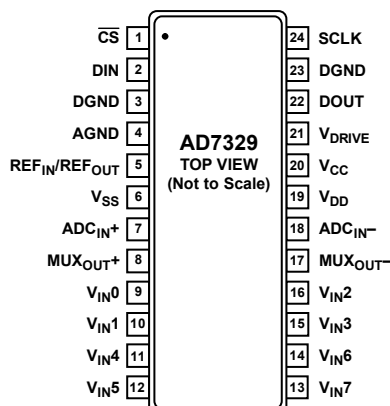 CS 1 24 SCLK
DIN 2 23 DGND
DGND 3 22 DOUT
AGND 4 21 VDRIVE
REFIN/REFOUT 5 20 VCC
VSS 6 19 VDD
ADCIN+ 7 18 ADCIN–
MUXOUT+ 8 17 MUXOUT–
VIN0 9 16 VIN2
VIN1 10 15 VIN3
VIN4 11 14 VIN6
VIN5 12 13 VIN7
AD7329
TOP VIEW
(Not to Scale)